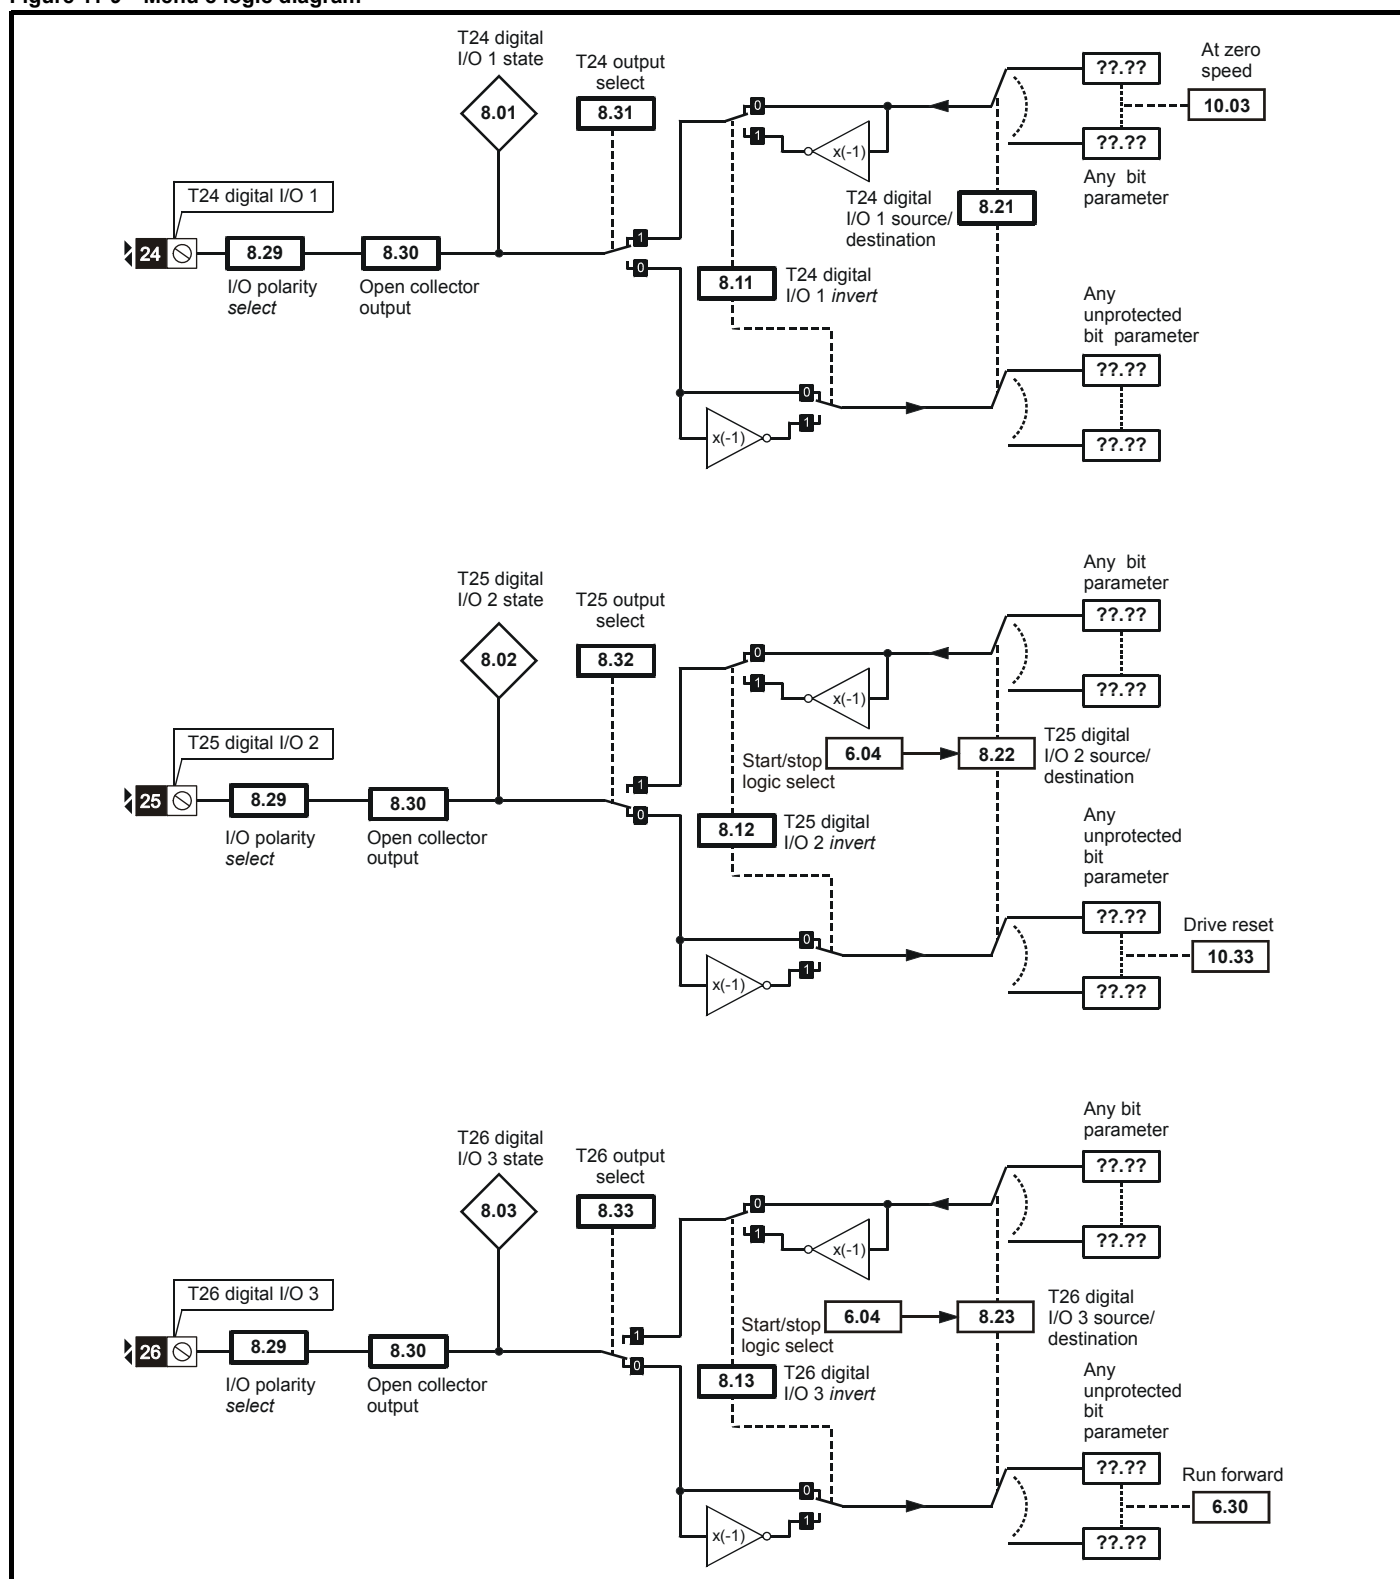 Figure 11-9 Menu 8 logic diagram
T24 digital
I/O 1 state
8.01
T24 output
select
8.31
T24 digital I/O 1
24
8.29
I/O polarity
select
8.30
Open collector
output
1
0
0
1
x(-1)
8.11
T24 digital
I/O 1 invert
T24 digital
I/O 1 source/
destination
8.21
??.??
??.??
Any bit
parameter
At zero
speed
10.03
Any
unprotected
bit parameter
??.??
??.??
0
1
x(-1)
T25 digital
I/O 2 state
8.02
T25 output
select
8.32
T25 digital I/O 2
25
8.29
I/O polarity
select
8.30
Open collector
output
1
0
0
1
x(-1)
Start/stop
logic select
6.04
8.22
T25 digital
I/O 2 source/
destination
8.12
T25 digital
I/O 2 invert
Any bit
parameter
??.??
??.??
Any
unprotected
bit
parameter
??.??
??.??
Drive reset
10.33
0
1
x(-1)
T26 digital
I/O 3 state
8.03
T26 output
select
8.33
T26 digital I/O 3
26
8.29
I/O polarity
select
8.30
Open collector
output
1
0
0
1
x(-1)
Start/stop
logic select
6.04
8.23
T26 digital
I/O 3 source/
destination
8.13
T26 digital
I/O 3 invert
Any bit
parameter
??.??
??.??
Any
unprotected
bit
parameter
??.??
??.??
Run forward
6.30
0
1
x(-1)